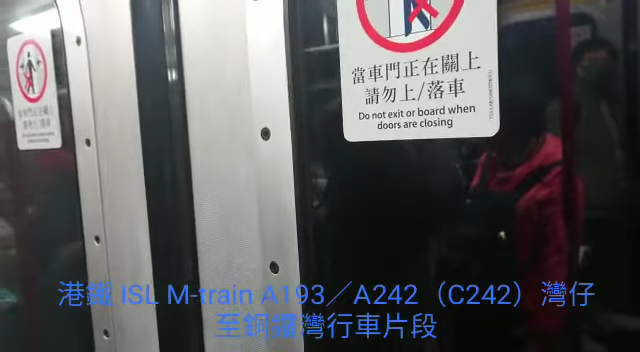 當車門正在關上
請勿上/落車
Do not exit or board when
doors are closing
港鐵 ISL M-train A193／A242（C242）灣仔
至銅鑼灣行車片段